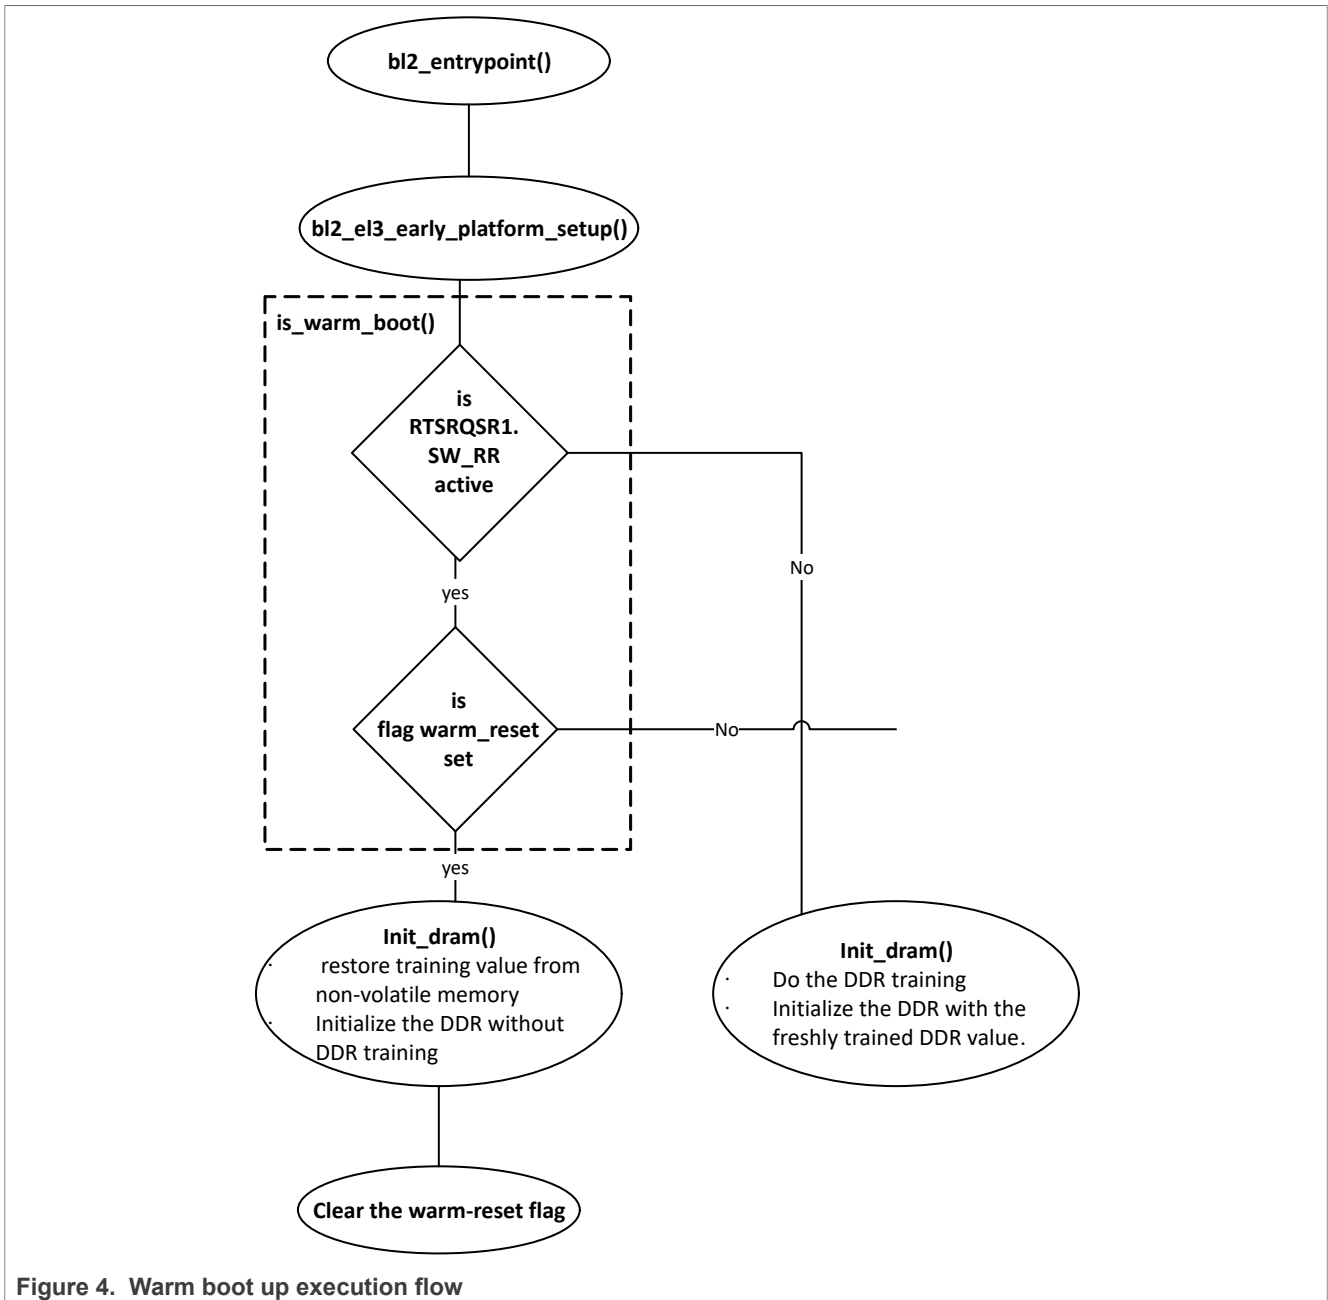 bl2_entrypoint()
bl2_el3_early_platform_setup()
is_warm_boot()
is
RTSRQSR1.
SW_RR
active
No
yes
is
flag warm_reset
set
No
yes
Init_dram()
· restore training value from
non-volatile memory
· Initialize the DDR without
DDR training
Init_dram()
· Do the DDR training
· Initialize the DDR with the
freshly trained DDR value.
Clear the warm-reset flag
Figure 4. Warm boot up execution flow